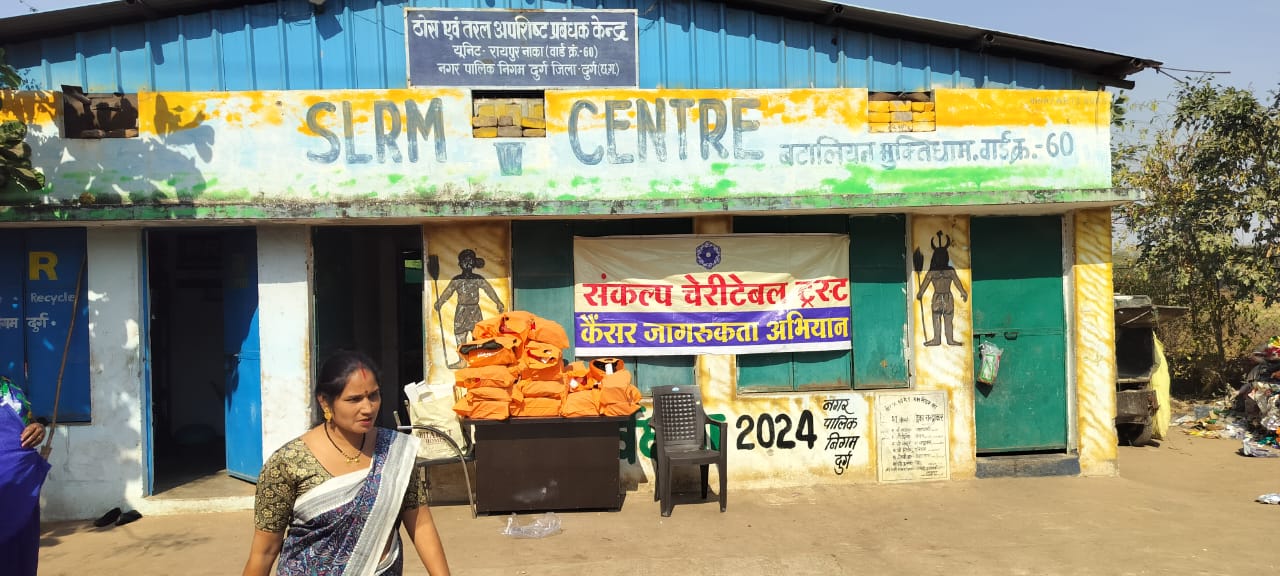 ठोस एवं तरल अपशिष्ट प्रबंधक केन्द्र
यूनिट- रायपुर नाका (वार्ड क्र.-60)
नगर पालिक निगम दुर्ग जिला-दुर्ग (छ.ग.)
SLRM CENTRE
बटालियन मुक्तिधाम. वार्ड क्र.-60
R
Recycle
दुर्ग.
संकल्प चेरीटेबल ट्रस्ट
कैंसर जागरुकता अभियान
2024
नगर
पालिक
निगम
दुर्ग